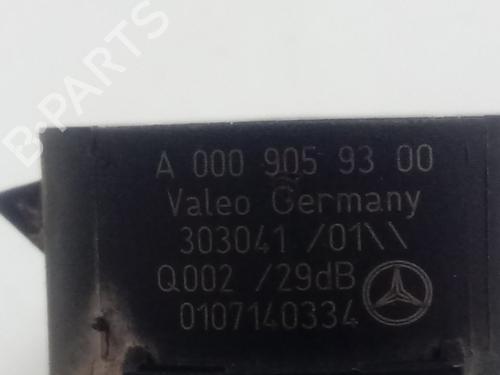 B-PARTS
A 000 905 93 00
Valeo Germany
303041 /01\\
Q002 /29dB
0107140334